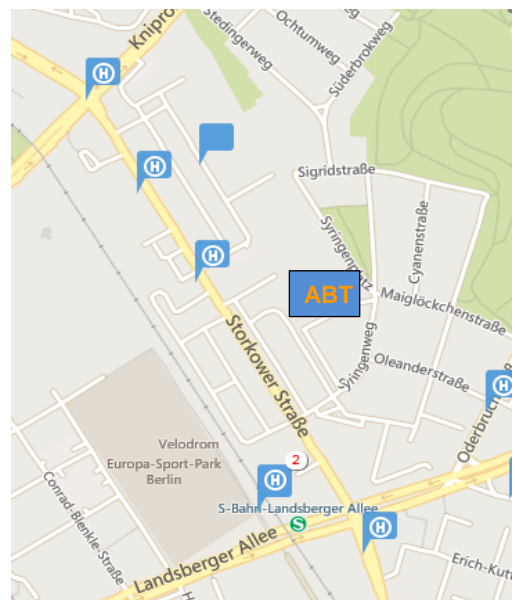 Knipro
Stedingerweg
Ochtumweg
Süderbrokweg
H
H
Sigridstraße
Syringenplatz
Cyanenstraße
H
ABT
Maiglöckchenstraße
Storkower Straße
Syringenweg
Oleanderstraße
H
Oderbruch
Velodrom
Europa-Sport-Park
Berlin
2
H
S-Bahn-Landsberger Allee
S
H
Conrad-Blenkle-Straße
Landsberger Allee
Erich-Kutt
H